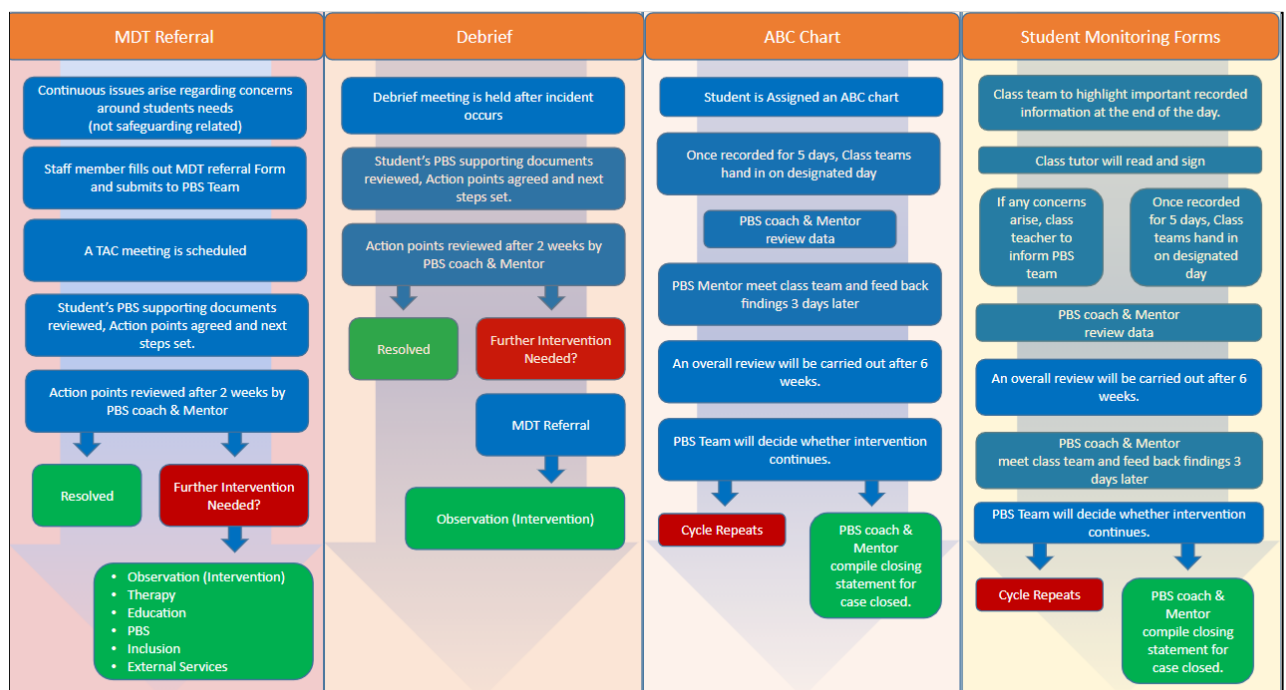 MDT Referral
Continuous issues arise regarding concerns
around students needs
(not safeguarding related)
Staff member fills out MDT referral Form
and submits to PBS Team
A TAC meeting is scheduled
Student's PBS supporting documents
reviewed, Action points agreed and next
steps set.
Action points reviewed after 2 weeks by
PBS coach & Mentor
Resolved
Further Intervention
Needed?
• Observation (Intervention)
• Therapy
• Education
• PBS
• Inclusion
• External Services
Debrief
Debrief meeting is held after incident
occurs
Student's PBS supporting documents
reviewed, Action points agreed and next
steps set.
Action points reviewed after 2 weeks by
PBS coach & Mentor
Resolved
Further Intervention
Needed?
MDT Referral
Observation (Intervention)
ABC Chart
Student is Assigned an ABC chart
Once recorded for 5 days, Class teams
hand in on designated day
PBS coach & Mentor
review data
PBS Mentor meet class team and feed back
findings 3 days later
An overall review will be carried out after 6
weeks.
PBS Team will decide whether intervention
continues.
Cycle Repeats
PBS coach &
Mentor
compile closing
statement for
case closed.
Student Monitoring Forms
Class team to highlight important recorded
information at the end of the day.
Class tutor will read and sign
If any concerns
arise, class
teacher to
inform PBS
team
Once recorded
for 5 days, Class
teams hand in
on designated
day
PBS coach & Mentor
review data
An overall review will be carried out after 6
weeks.
PBS coach & Mentor
meet class team and feed back findings 3
days later
PBS Team will decide whether intervention
continues.
Cycle Repeats
PBS coach &
Mentor
compile closing
statement for
case closed.